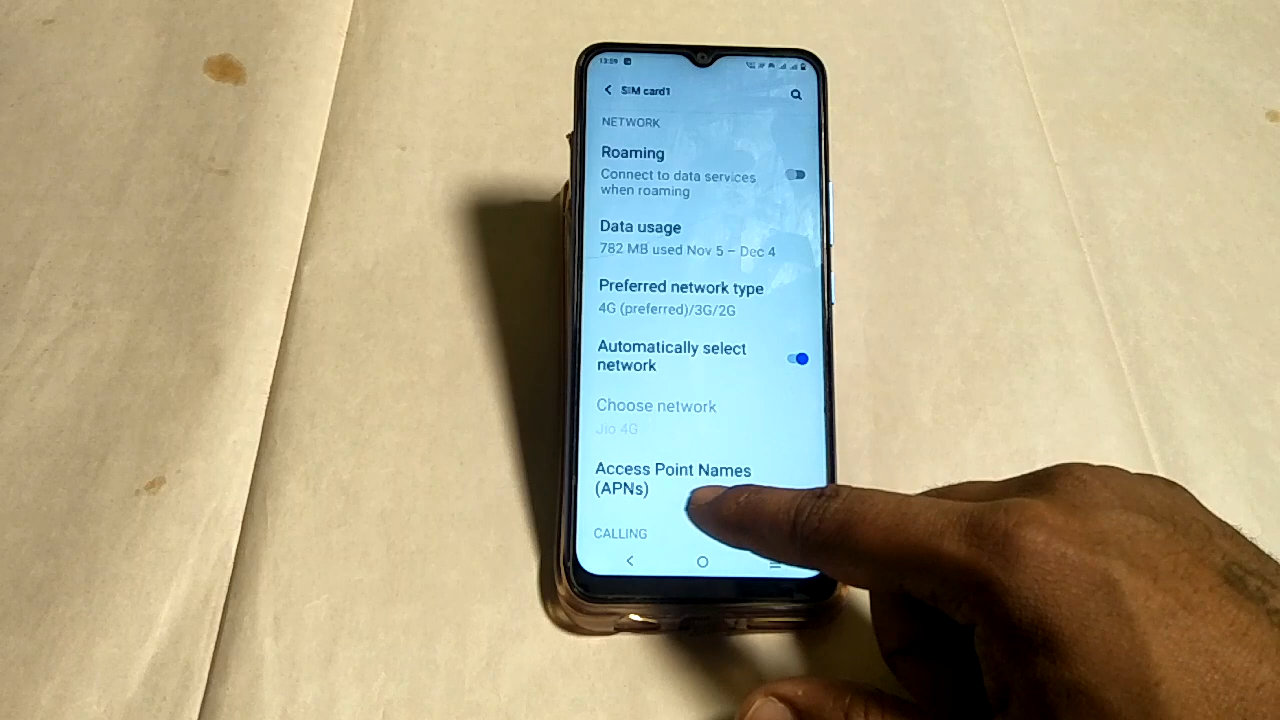 13:59
SIM card1
NETWORK
Roaming
Connect to data services
when roaming
Data usage
782 MB used Nov 5 – Dec 4
Preferred network type
4G (preferred)/3G/2G
Automatically select
network
Choose network
Jio 4G
Access Point Names
(APNs)
CALLING